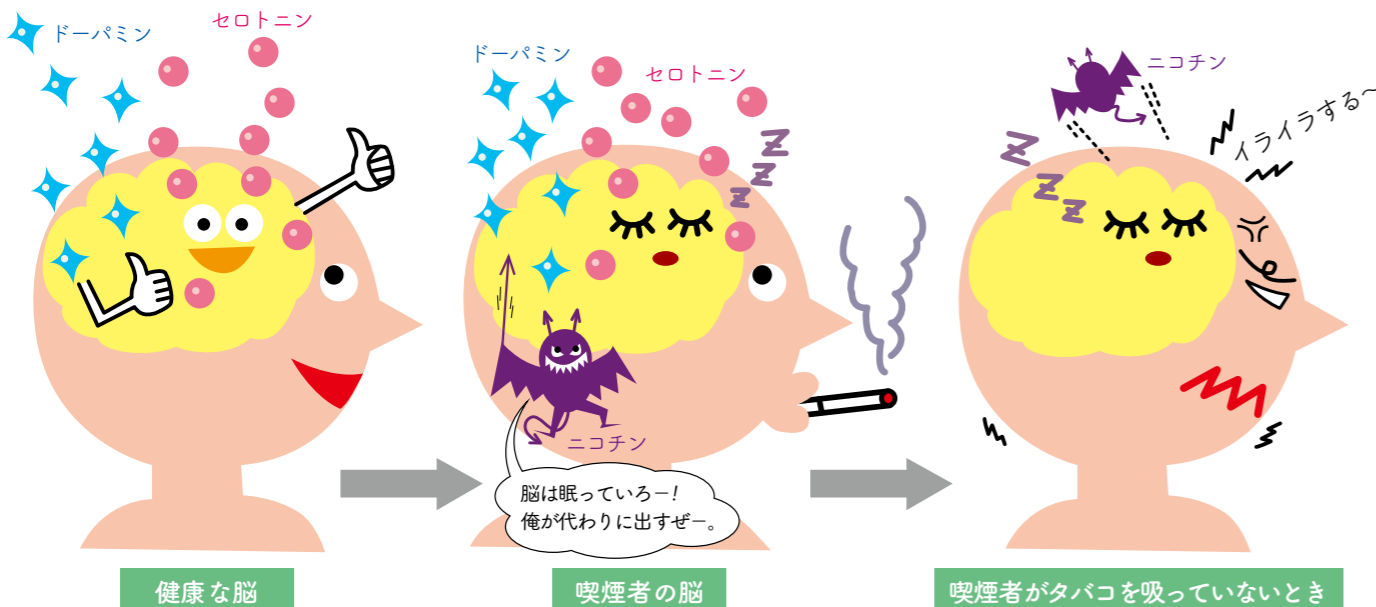 ドーパミン
セロトニン
健康な脳
ドーパミン
セロトニン
Z
Z
Z
ニコチン
脳は眠っていろー!
俺が代わりに出すぜー。
喫煙者の脳
ニコチン
イライラする〜
Z
Z
Z
喫煙者がタバコを吸っていないとき